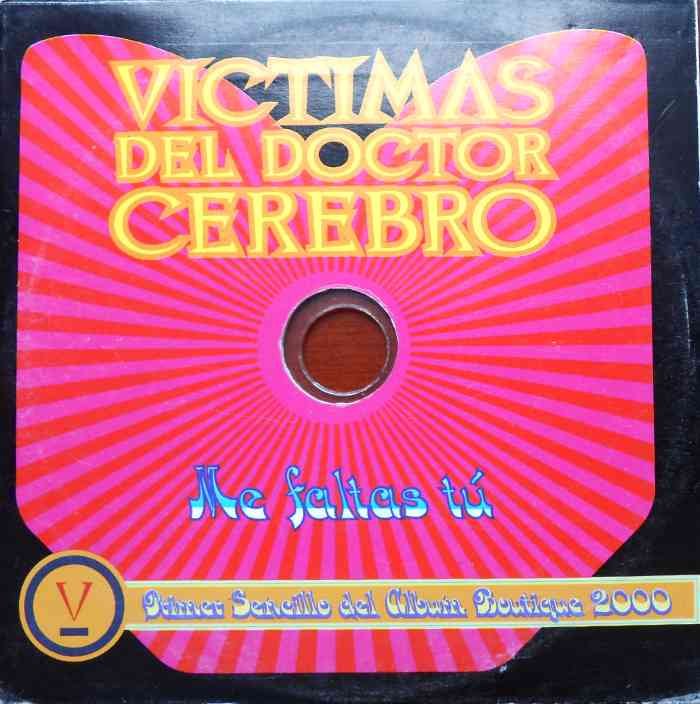 VICTIMAS
DEL DOCTOR
CEREBRO
Me faltas tú
V
Primer Sencillo del Album Boutique 2000